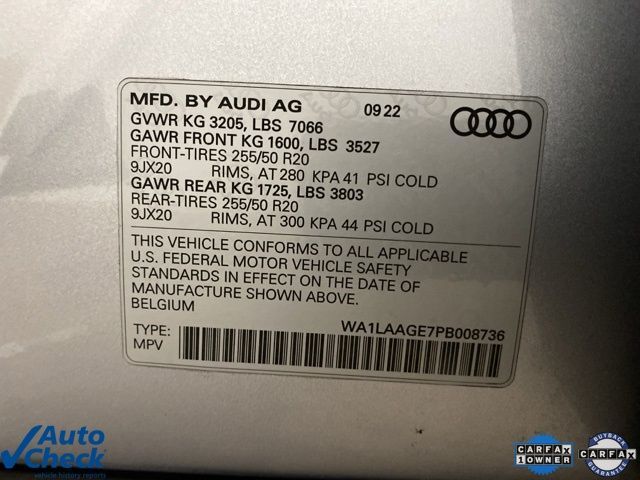 MFD. BY AUDI AG 09 22
GVWR KG 3205, LBS 7066
GAWR FRONT KG 1600, LBS 3527
FRONT-TIRES 255/50 R20
9JX20 RIMS, AT 280 KPA 41 PSI COLD
GAWR REAR KG 1725, LBS 3803
REAR-TIRES 255/50 R20
9JX20 RIMS, AT 300 KPA 44 PSI COLD
THIS VEHICLE CONFORMS TO ALL APPLICABLE
U.S. FEDERAL MOTOR VEHICLE SAFETY
STANDARDS IN EFFECT ON THE DATE OF
MANUFACTURE SHOWN ABOVE.
BELGIUM
TYPE: WA1LAAGE7PB008736
MPV
Auto
Check
vehicle history reports
CARFAX
1 OWNER
BUYBACK
CARFAX
GUARANTEE